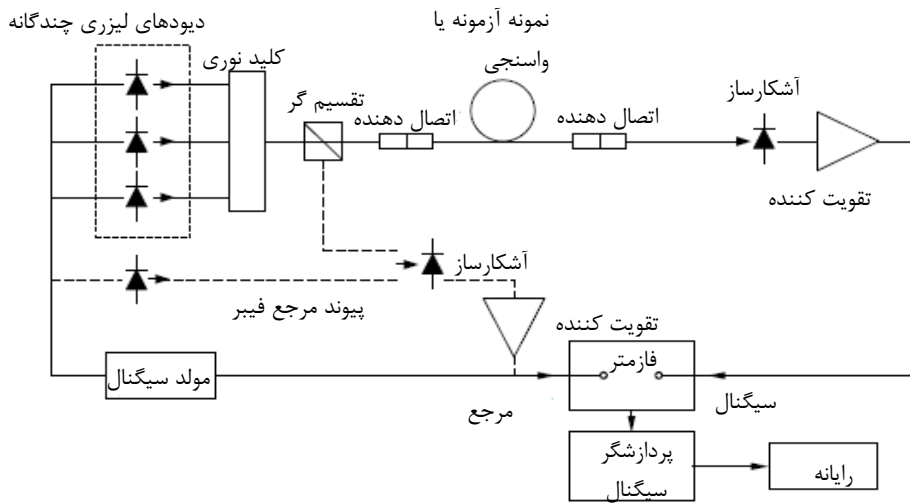 دیودهای لیزری چندگانه
کلید نوری
تقسیم گر
اتصال دهنده
نمونه آزمونه یا
واسنجی
اتصال دهنده
آشکارساز
تقویت کننده
آشکارساز
پیوند مرجع فیبر
تقویت کننده
مولد سیگنال
مرجع
فازمتر
سیگنال
پردازشگر
سیگنال
رایانه